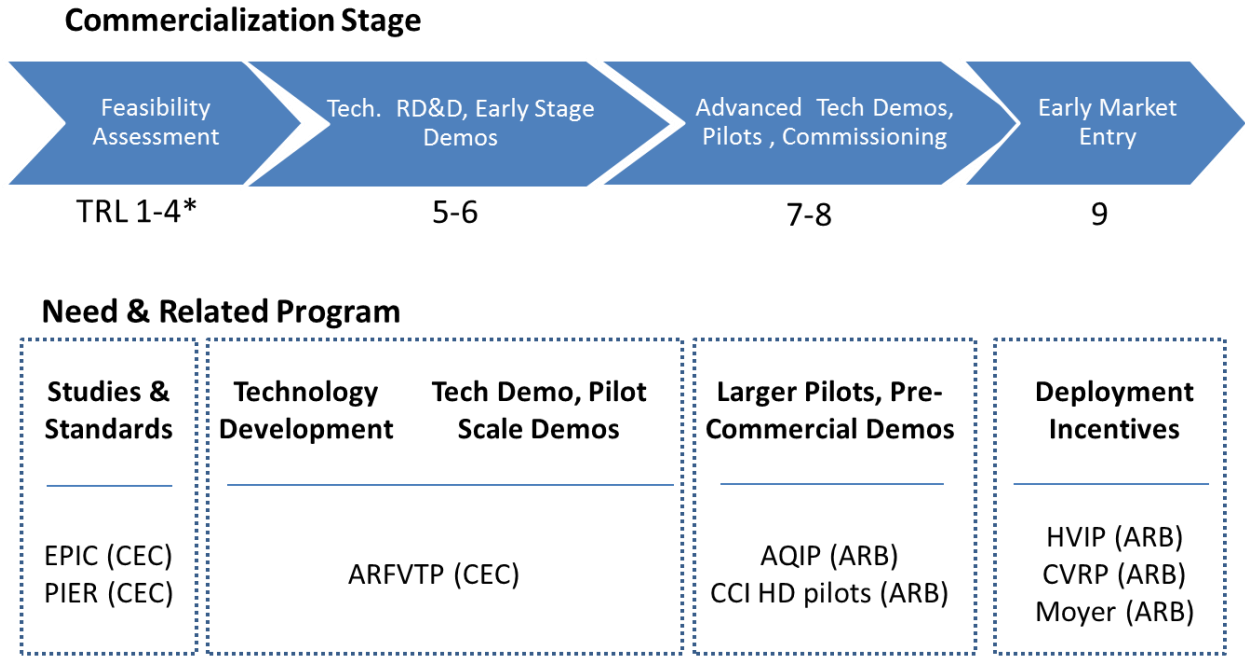 Commercialization Stage
Feasibility
Assessment
Tech. RD&D, Early Stage
Demos
Advanced Tech Demos,
Pilots , Commissioning
Early Market
Entry
TRL 1-4*
5-6
7-8
9
Need & Related Program
Studies &
Standards
Technology
Development
Tech Demo, Pilot
Scale Demos
Larger Pilots, Pre-
Commercial Demos
Deployment
Incentives
EPIC (CEC)
PIER (CEC)
ARFVTP (CEC)
AQIP (ARB)
CCI HD pilots (ARB)
HVIP (ARB)
CVRP (ARB)
Moyer (ARB)